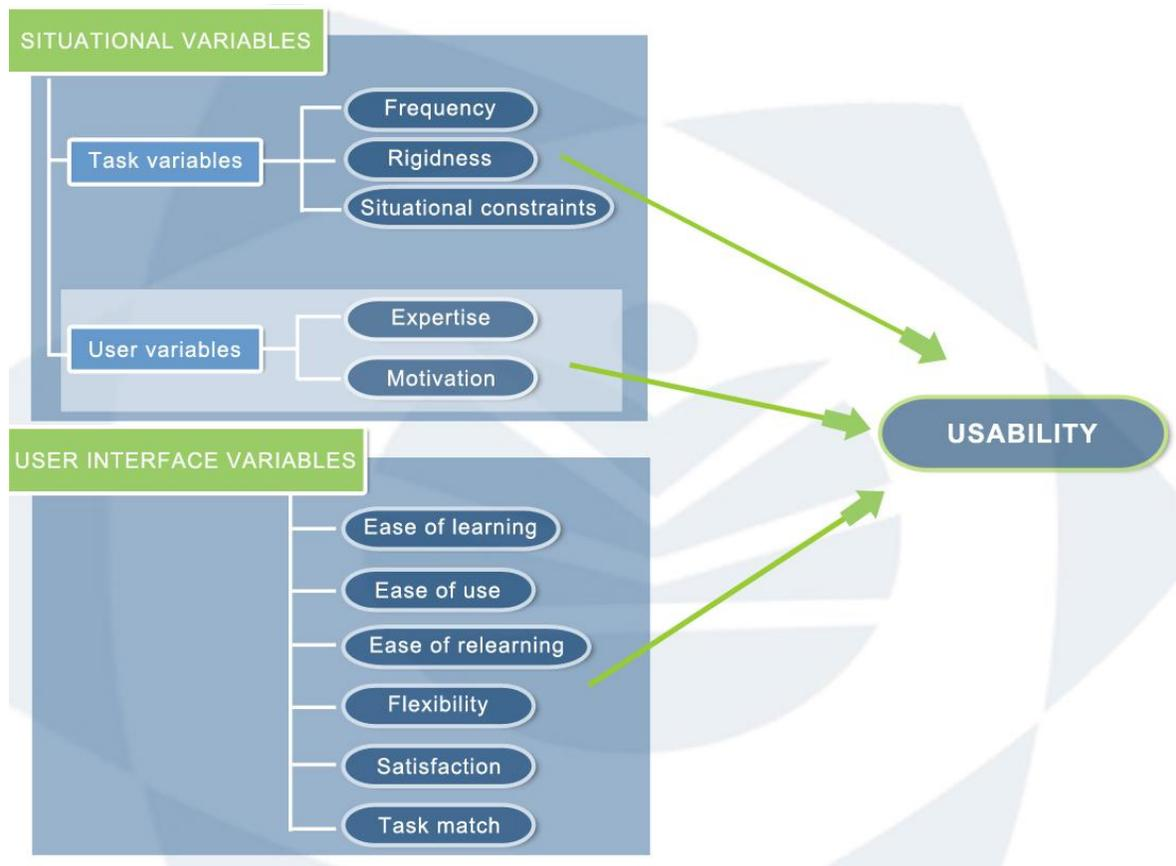 SITUATIONAL VARIABLES
Task variables
Frequency
Rigidness
Situational constraints
User variables
Expertise
Motivation
USABILITY
USER INTERFACE VARIABLES
Ease of learning
Ease of use
Ease of relearning
Flexibility
Satisfaction
Task match